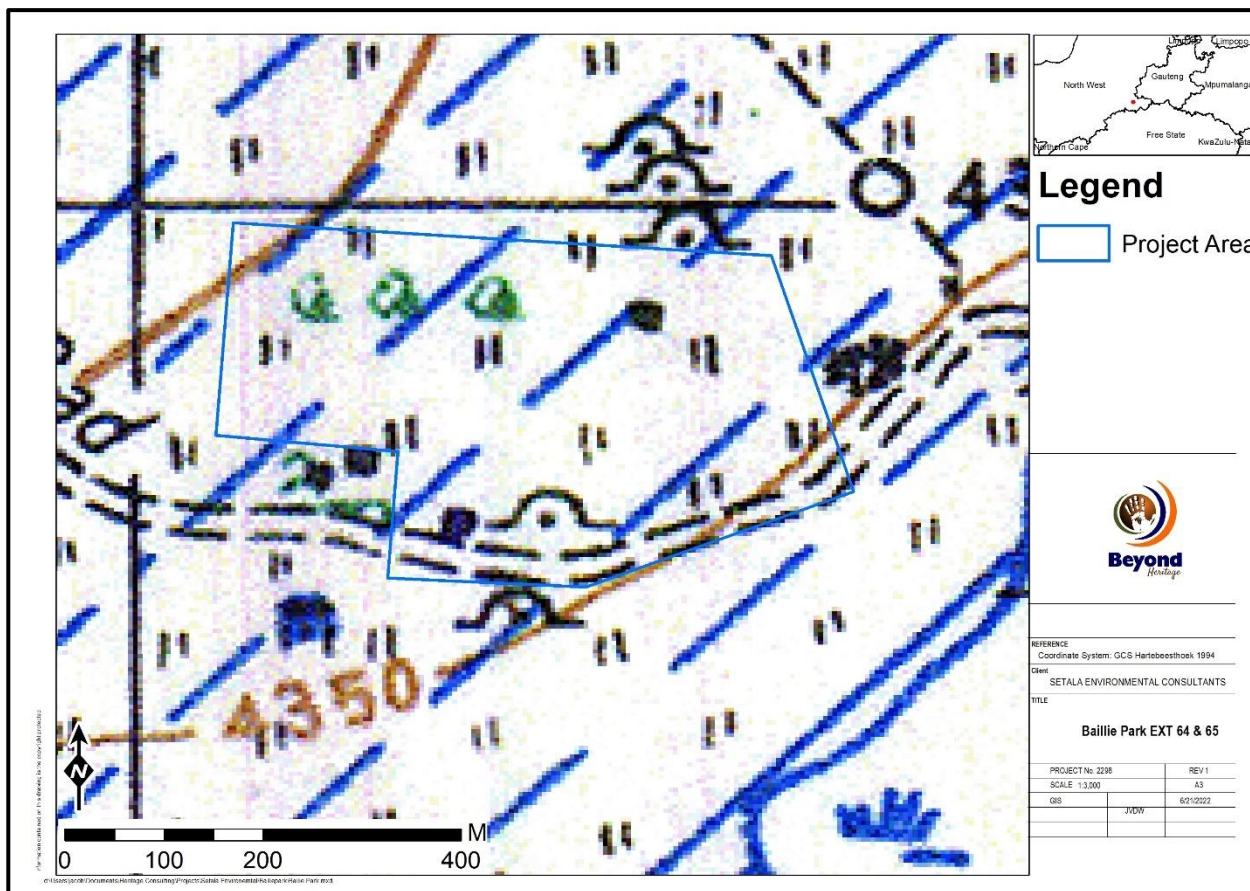 43
4350
N
M
0 100 200 400
Limpopo
North West
Gauteng
Mpumalanga
Free State
Northern Cape
KwaZulu-Nata
Legend
Project Area
Beyond
Heritage
REFERENCE
Coordinate System: GCS Hartebeesthoek 1994
Client
SETALA ENVIRONMENTAL CONSULTANTS
TITLE
Baillie Park EXT 64 & 65
PROJECT No. 2298 REV 1
SCALE 1:3,000 A3
GIS JVDW 6/21/2022